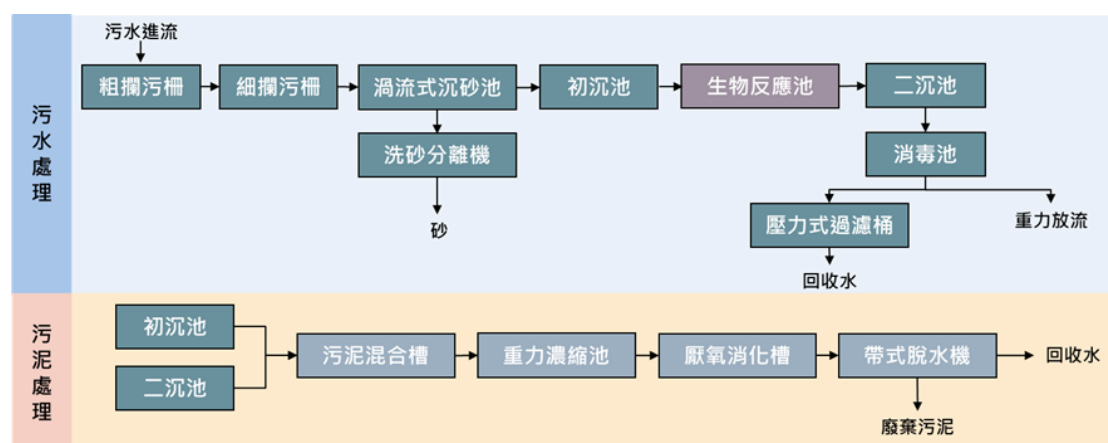 污水處理
污水進流
粗攔污柵
細攔污柵
渦流式沉砂池
初沉池
生物反應池
二沉池
洗砂分離機
消毒池
砂
壓力式過濾桶
重力放流
回收水
污泥處理
初沉池
二沉池
污泥混合槽
重力濃縮池
厭氧消化槽
帶式脫水機
回收水
廢棄污泥